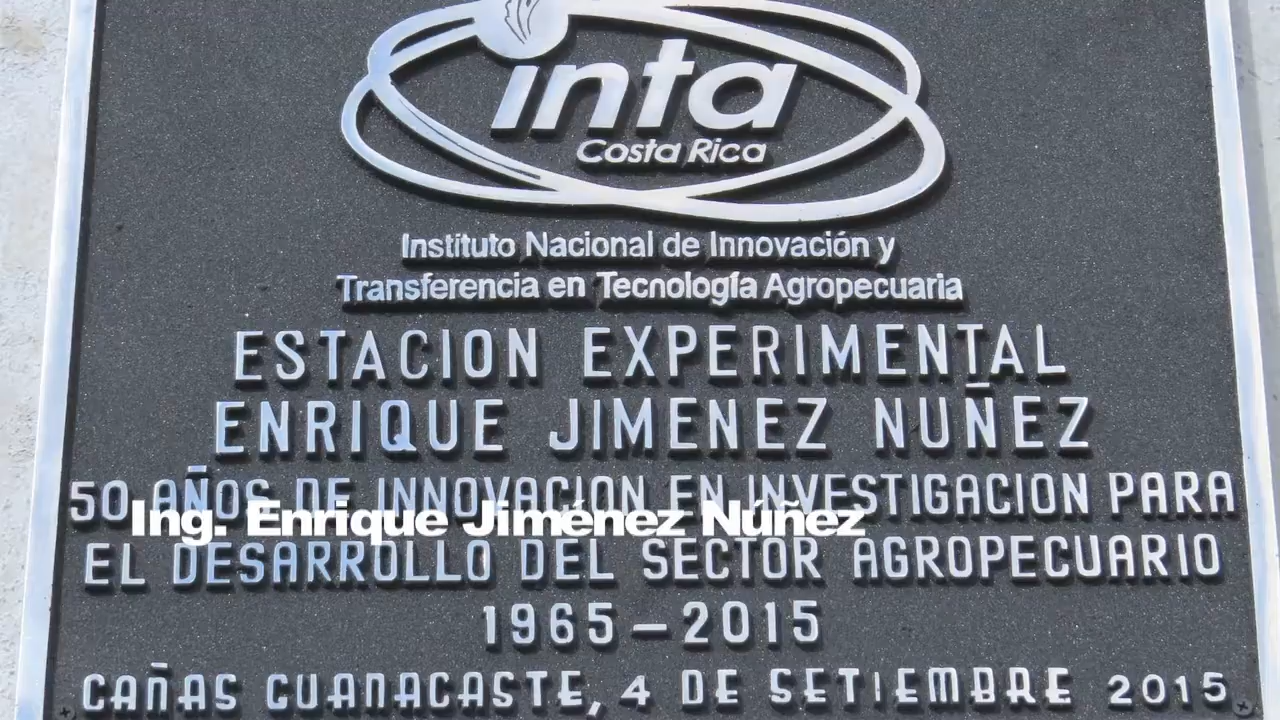 inta
Costa Rica
Instituto Nacional de Innovación y
Transferencia en Tecnología Agropecuaria
ESTACION EXPERIMENTAL
ENRIQUE JIMENEZ NUÑEZ
50 AÑOS DE INNOVACION EN INVESTIGACION PARA
Ing. Enrique Jiménez Núñez
EL DESARROLLO DEL SECTOR AGROPECUARIO
1965-2015
CAÑAS GUANACASTE, 4 DE SETIEMBRE 2015